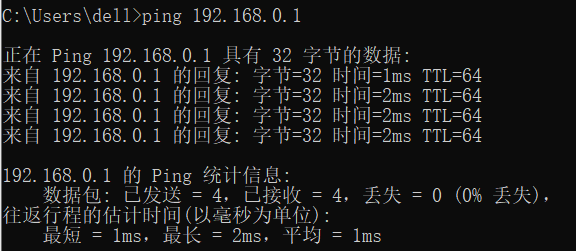 C:\Users\dell>ping 192.168.0.1
正在 Ping 192.168.0.1 具有 32 字节的数据:
来自 192.168.0.1 的回复: 字节=32 时间=1ms TTL=64
来自 192.168.0.1 的回复: 字节=32 时间=2ms TTL=64
来自 192.168.0.1 的回复: 字节=32 时间=2ms TTL=64
来自 192.168.0.1 的回复: 字节=32 时间=2ms TTL=64
192.168.0.1 的 Ping 统计信息:
数据包: 已发送 = 4，已接收 = 4，丢失 = 0 (0% 丢失)，
往返行程的估计时间(以毫秒为单位):
最短 = 1ms，最长 = 2ms，平均 = 1ms